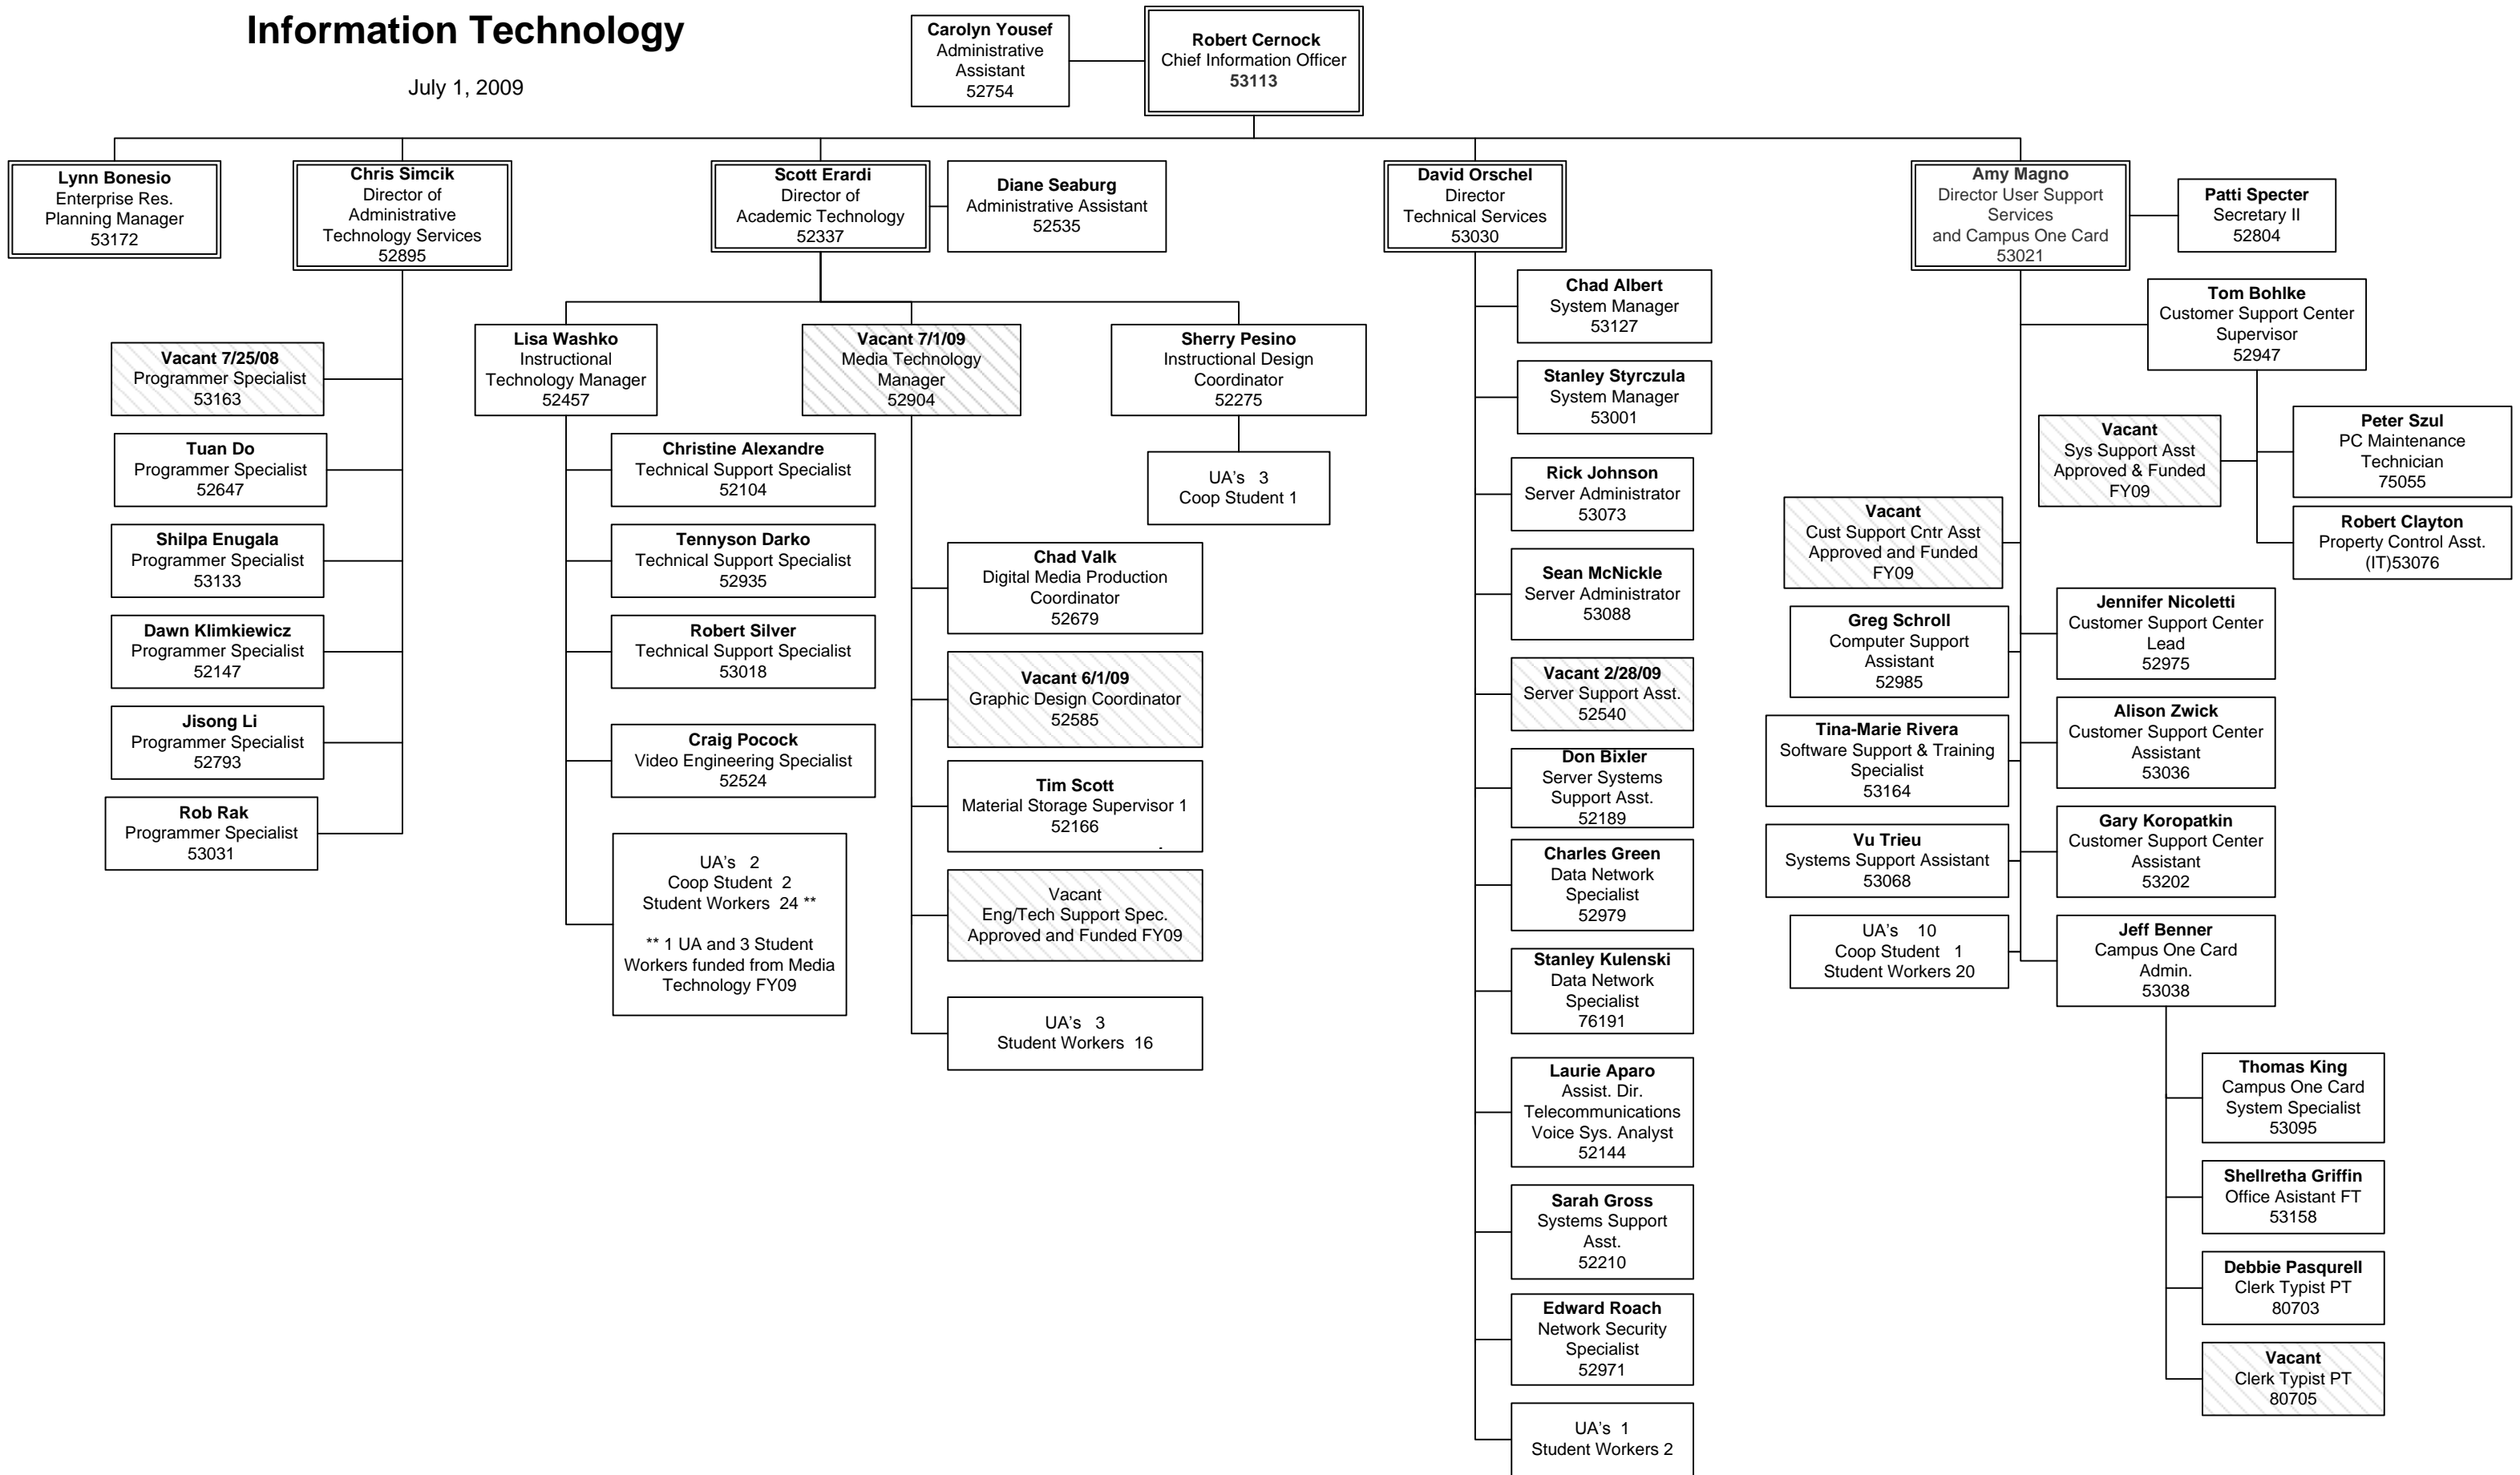 Information Technology
July 1, 2009
Carolyn Yousef
Administrative
Assistant
52754
Robert Cernock
Chief Information Officer
53113
Lynn Bonesio
Enterprise Res.
Planning Manager
53172
Chris Simcik
Director of
Administrative
Technology Services
52895
Scott Erardi
Director of
Academic Technology
52337
Diane Seaburg
Administrative Assistant
52535
David Orschel
Director
Technical Services
53030
Amy Magno
Director User Support
Services
and Campus One Card
53021
Patti Specter
Secretary II
52804
Vacant 7/25/08
Programmer Specialist
53163
Tuan Do
Programmer Specialist
52647
Shilpa Enugala
Programmer Specialist
53133
Dawn Klimkiewicz
Programmer Specialist
52147
Jisong Li
Programmer Specialist
52793
Rob Rak
Programmer Specialist
53031
Lisa Washko
Instructional
Technology Manager
52457
Christine Alexandre
Technical Support Specialist
52104
Tennyson Darko
Technical Support Specialist
52935
Robert Silver
Technical Support Specialist
53018
Craig Pocock
Video Engineering Specialist
52524
UA's 2
Coop Student 2
Student Workers 24 **
** 1 UA and 3 Student
Workers funded from Media
Technology FY09
Vacant 7/1/09
Media Technology
Manager
52904
Chad Valk
Digital Media Production
Coordinator
52679
Vacant 6/1/09
Graphic Design Coordinator
52585
Tim Scott
Material Storage Supervisor 1
52166
Vacant
Eng/Tech Support Spec.
Approved and Funded FY09
UA's 3
Student Workers 16
Sherry Pesino
Instructional Design
Coordinator
52275
UA's 3
Coop Student 1
Chad Albert
System Manager
53127
Stanley Styrczula
System Manager
53001
Rick Johnson
Server Administrator
53073
Sean McNickle
Server Administrator
53088
Vacant 2/28/09
Server Support Asst.
52540
Don Bixler
Server Systems
Support Asst.
52189
Charles Green
Data Network
Specialist
52979
Stanley Kulenski
Data Network
Specialist
76191
Laurie Aparo
Assist. Dir.
Telecommunications
Voice Sys. Analyst
52144
Sarah Gross
Systems Support
Asst.
52210
Edward Roach
Network Security
Specialist
52971
UA's 1
Student Workers 2
Tom Bohlke
Customer Support Center
Supervisor
52947
Vacant
Sys Support Asst
Approved & Funded
FY09
Peter Szul
PC Maintenance
Technician
75055
Robert Clayton
Property Control Asst.
(IT)53076
Vacant
Cust Support Cntr Asst
Approved and Funded
FY09
Greg Schroll
Computer Support
Assistant
52985
Tina-Marie Rivera
Software Support & Training
Specialist
53164
Vu Trieu
Systems Support Assistant
53068
UA's 10
Coop Student 1
Student Workers 20
Jennifer Nicoletti
Customer Support Center
Lead
52975
Alison Zwick
Customer Support Center
Assistant
53036
Gary Koropatkin
Customer Support Center
Assistant
53202
Jeff Benner
Campus One Card
Admin.
53038
Thomas King
Campus One Card
System Specialist
53095
Shellretha Griffin
Office Asistant FT
53158
Debbie Pasqurell
Clerk Typist PT
80703
Vacant
Clerk Typist PT
80705